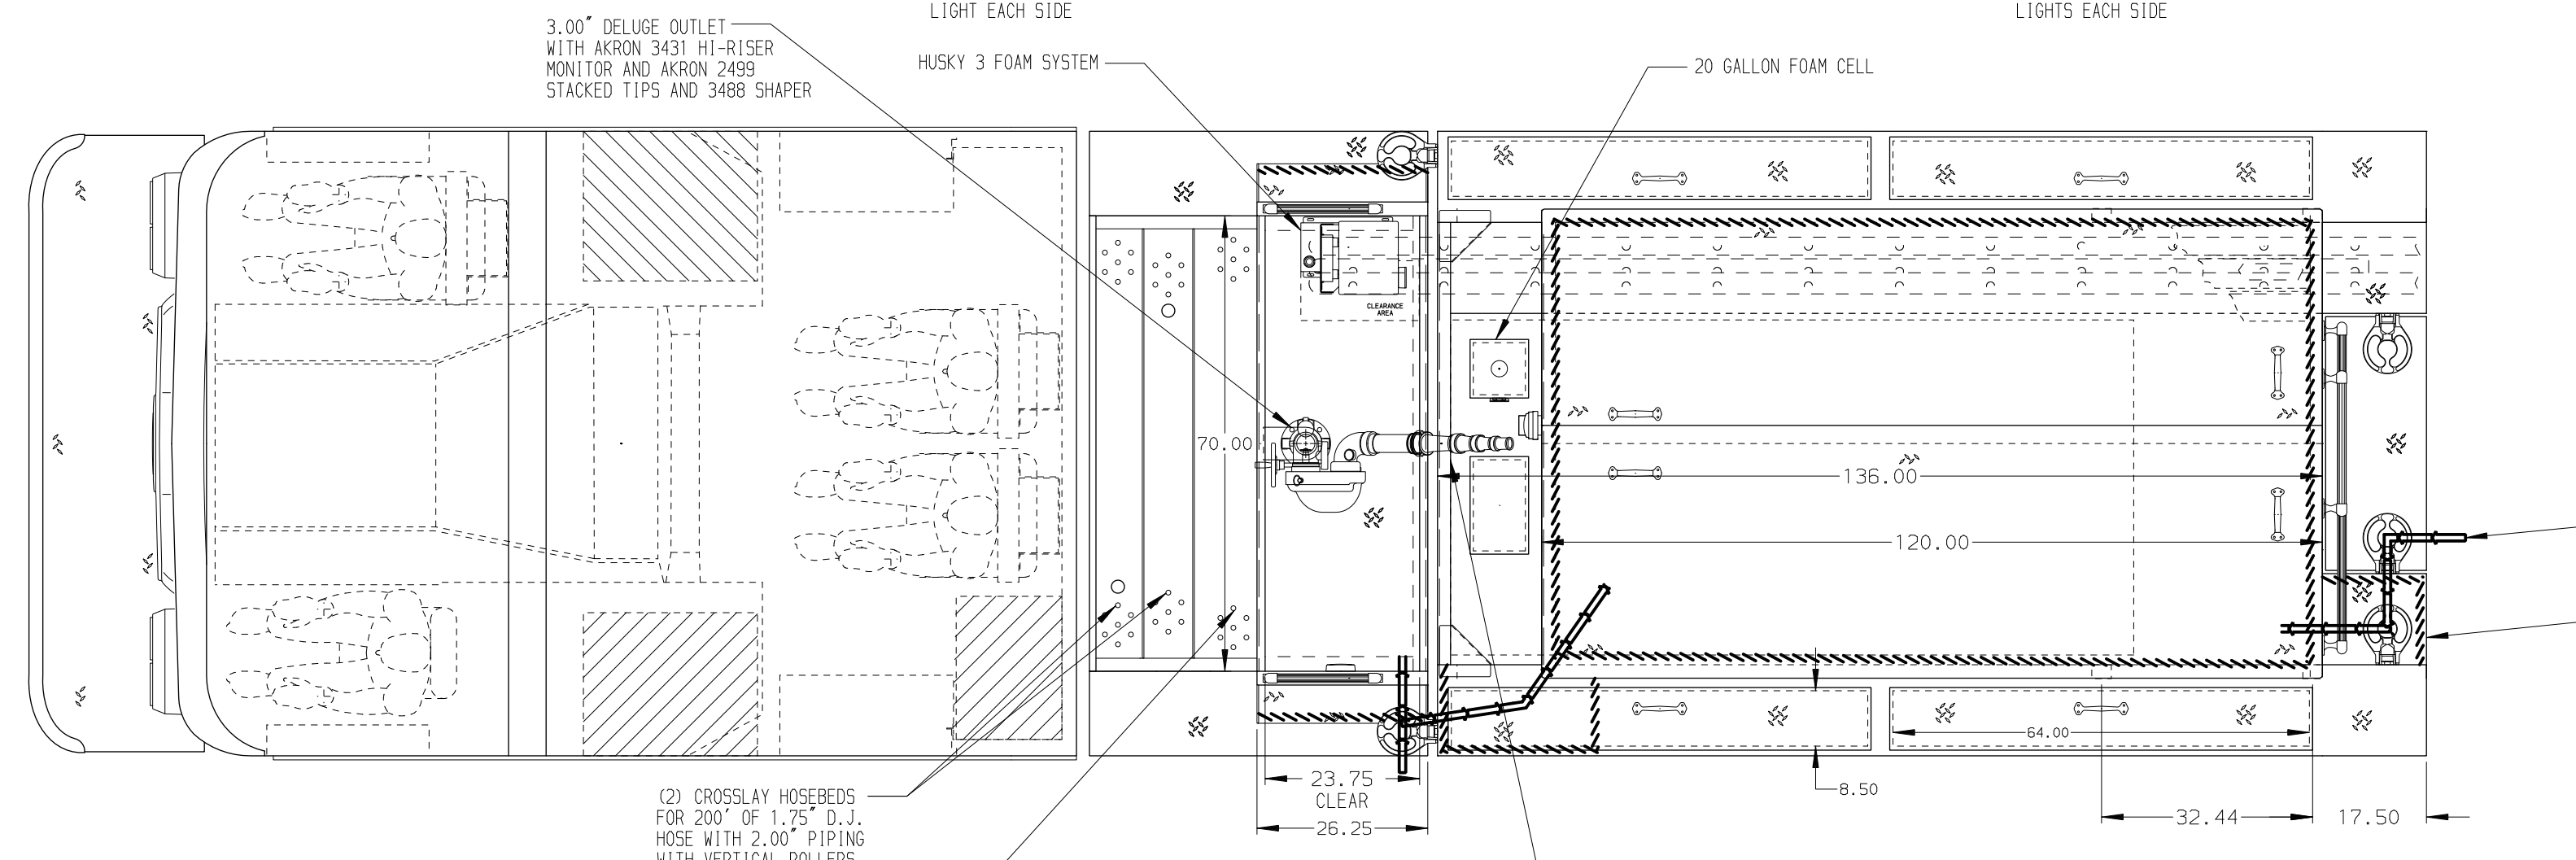 LIGHT EACH SIDE
LIGHTS EACH SIDE
3.00" DELUGE OUTLET
WITH AKRON 3431 HI-RISER
MONITOR AND AKRON 2499
STACKED TIPS AND 3488 SHAPER
HUSKY 3 FOAM SYSTEM
20 GALLON FOAM CELL
CLEARANCE
AREA
70.00
136.00
120.00
64.00
23.75
CLEAR
26.25
8.50
32.44
17.50
(2) CROSSLAY HOSEBEDS
FOR 200' OF 1.75" D.J.
HOSE WITH 2.00" PIPING
WITH VERTICAL ROLLERS